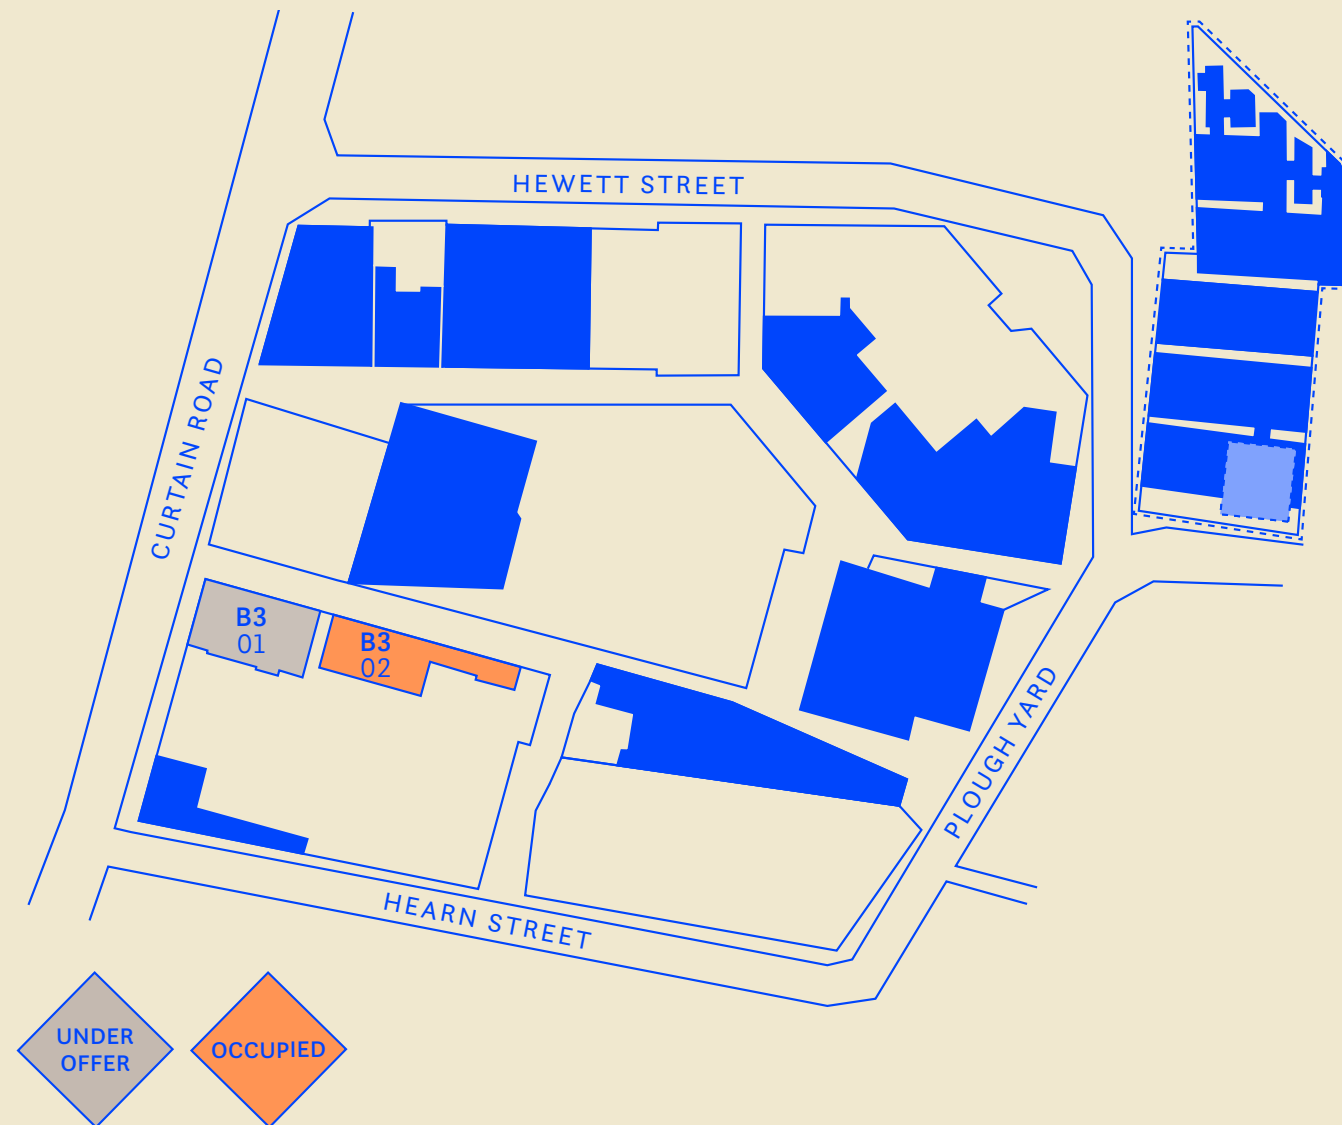 HEWETT STREET
CURTAIN ROAD
B3
01
B3
02
PLOUGH YARD
HEARN STREET
UNDER
OFFER
OCCUPIED